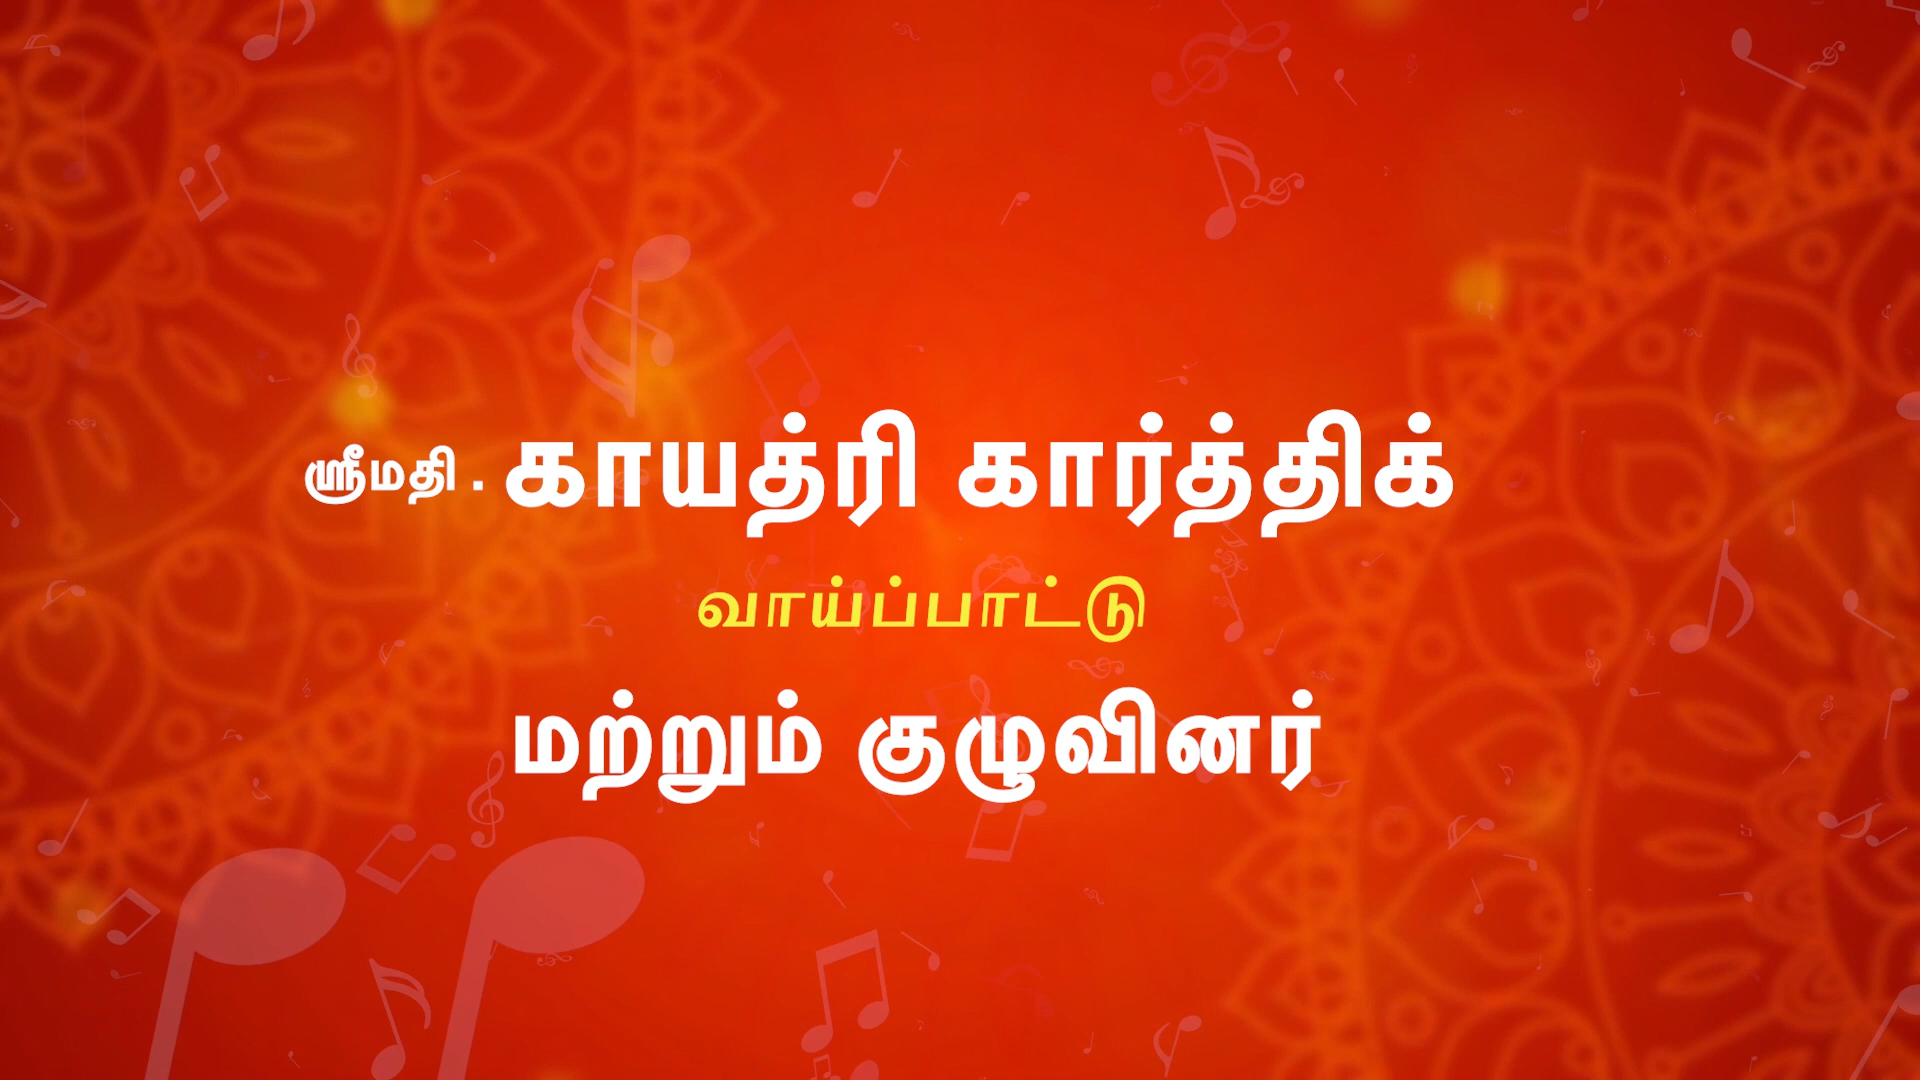 ஸ்ரீமதி . காயத்ரி கார்த்திக்
வாய்ப்பாட்டு
மற்றும் குழுவினர்